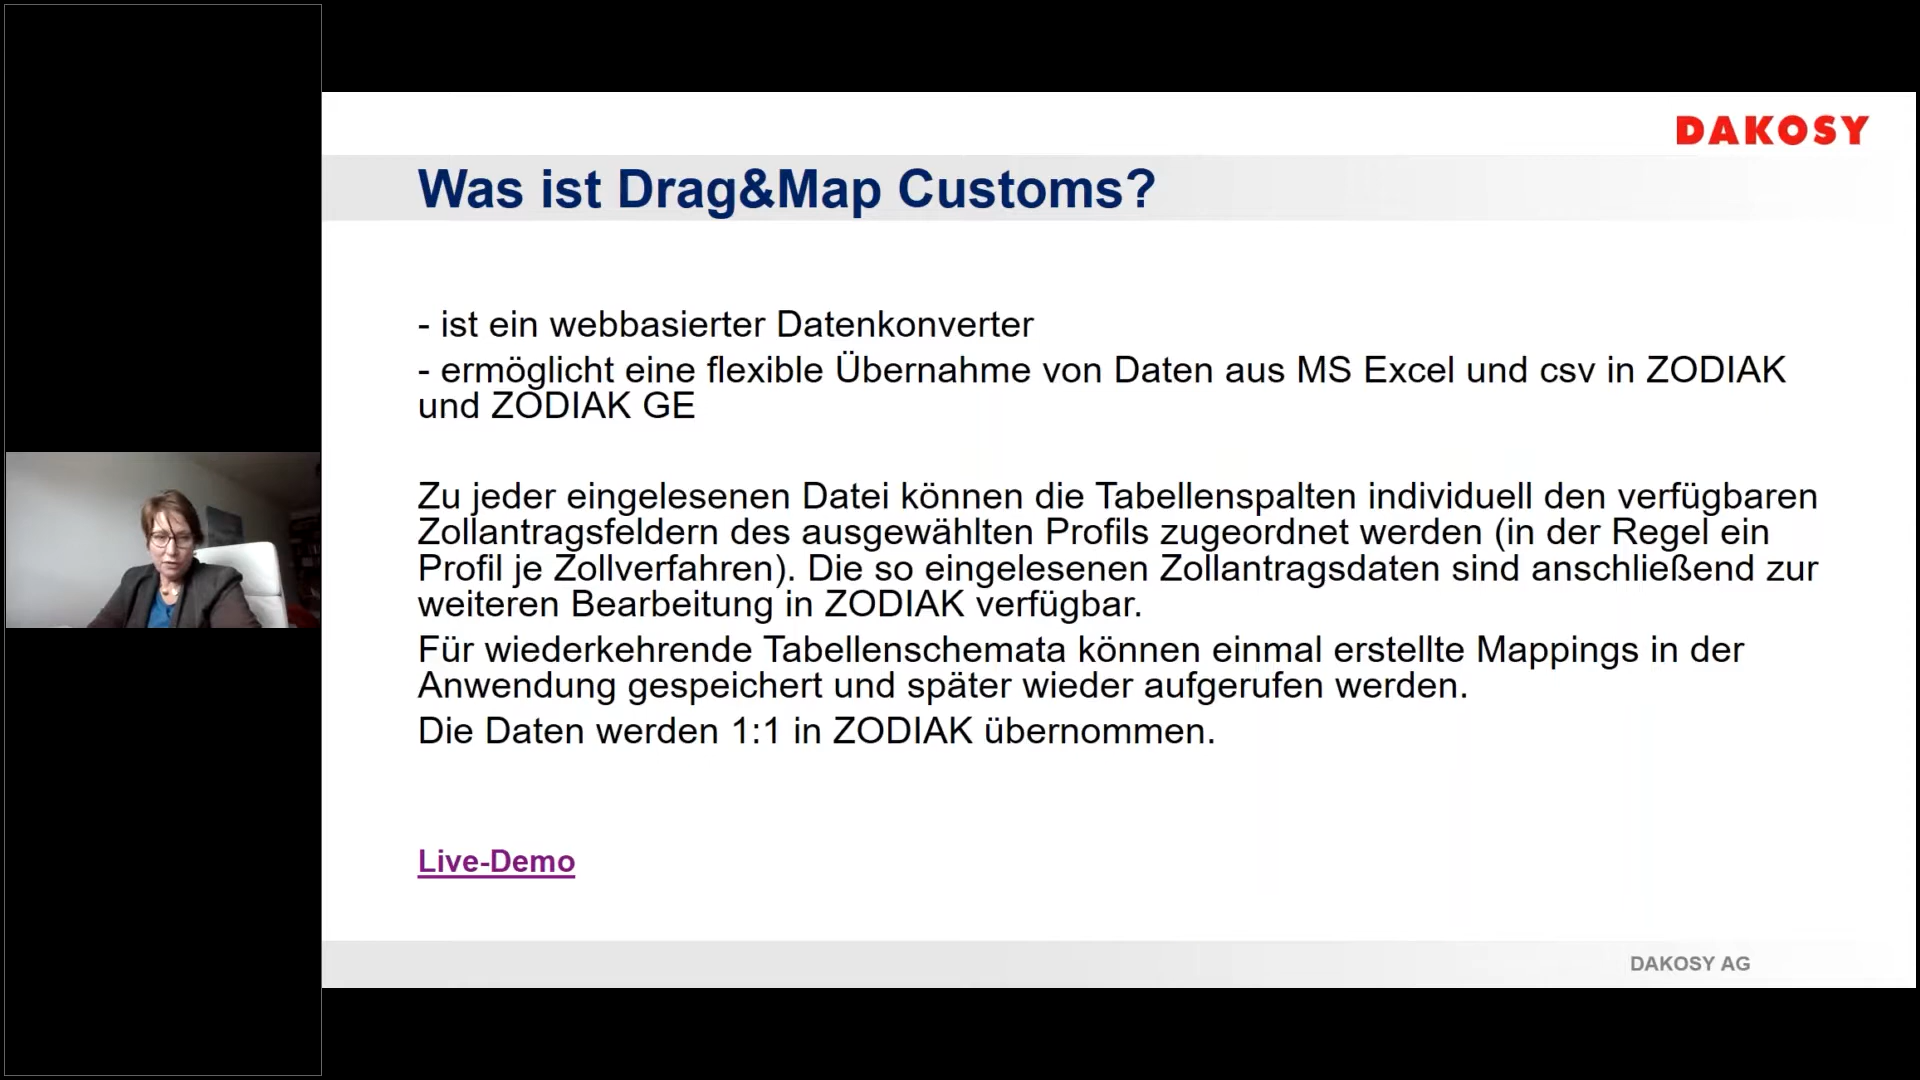 DAKOSY
Was ist Drag&Map Customs?
- ist ein webbasierter Datenkonverter
- ermöglicht eine flexible Übernahme von Daten aus MS Excel und csv in ZODIAK
und ZODIAK GE
Zu jeder eingelesenen Datei können die Tabellenspalten individuell den verfügbaren
Zollantragsfeldern des ausgewählten Profils zugeordnet werden (in der Regel ein
Profil je Zollverfahren). Die so eingelesenen Zollantragsdaten sind anschließend zur
weiteren Bearbeitung in ZODIAK verfügbar.
Für wiederkehrende Tabellenschemata können einmal erstellte Mappings in der
Anwendung gespeichert und später wieder aufgerufen werden.
Die Daten werden 1:1 in ZODIAK übernommen.
Live-Demo
DAKOSY AG